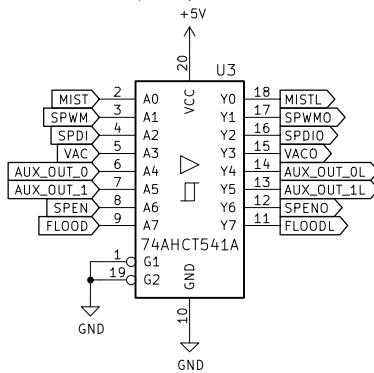 +5V
U3
20
VCC
MIST 2 A0 Y0 18 MISTL
SPWM 3 A1 Y1 17 SPWMO
SPDI 4 A2 Y2 16 SPDIO
VAC 5 A3 Y3 15 VACO
AUX_OUT_0 6 A4 Y4 14 AUX_OUT_0L
AUX_OUT_1 7 A5 Y5 13 AUX_OUT_1L
SPEN 8 A6 Y6 12 SPENO
FLOOD 9 A7 Y7 11 FLOODL
74AHCT541A
1 G1
19 G2
GND
10
GND
GND